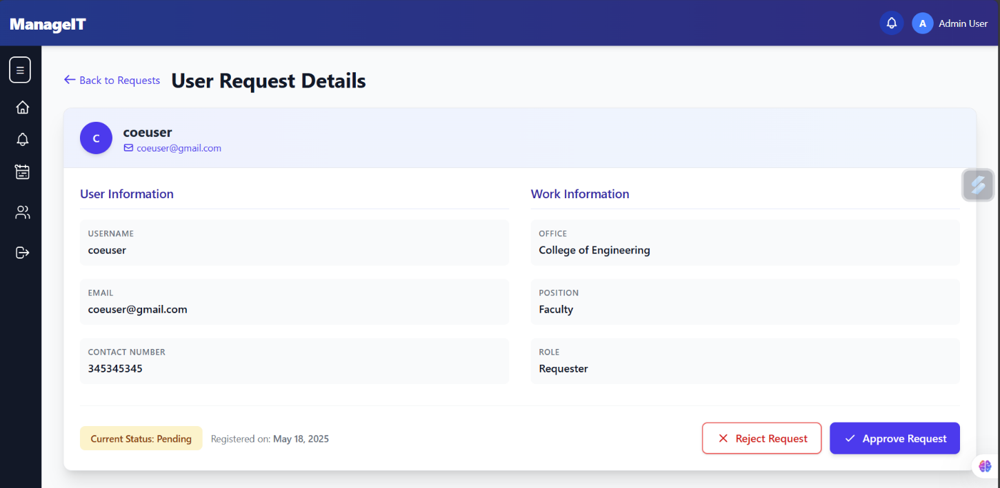 ManageIT
A
Admin User
Back to Requests
User Request Details
C
coeuser
coeuser@gmail.com
User Information
USERNAME
coeuser
EMAIL
coeuser@gmail.com
CONTACT NUMBER
345345345
Work Information
OFFICE
College of Engineering
POSITION
Faculty
ROLE
Requester
Current Status: Pending
Registered on: May 18, 2025
Reject Request
Approve Request